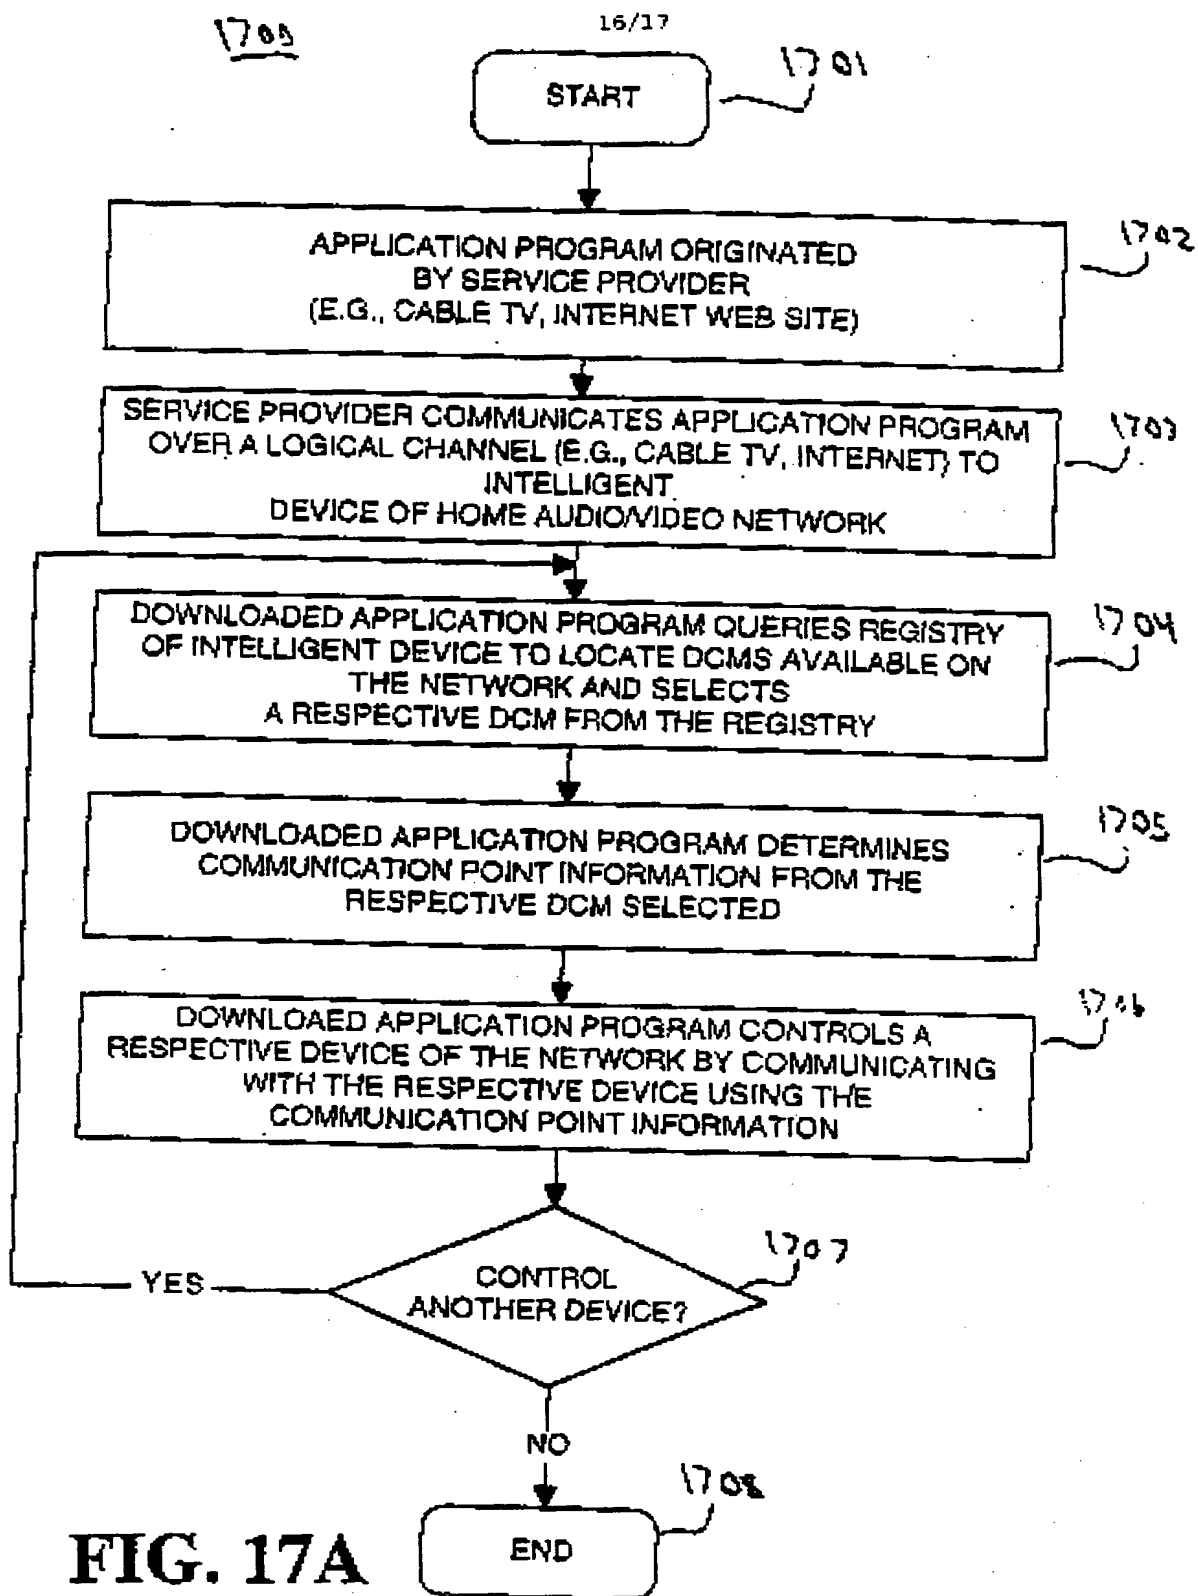 1700
16/17
START
1701
APPLICATION PROGRAM ORIGINATED
BY SERVICE PROVIDER
(E.G., CABLE TV, INTERNET WEB SITE)
1702
SERVICE PROVIDER COMMUNICATES APPLICATION PROGRAM
OVER A LOGICAL CHANNEL (E.G., CABLE TV, INTERNET) TO
INTELLIGENT
DEVICE OF HOME AUDIO/VIDEO NETWORK
1703
DOWNLOADED APPLICATION PROGRAM QUERIES REGISTRY
OF INTELLIGENT DEVICE TO LOCATE DCMS AVAILABLE ON
THE NETWORK AND SELECTS
A RESPECTIVE DCM FROM THE REGISTRY
1704
DOWNLOADED APPLICATION PROGRAM DETERMINES
COMMUNICATION POINT INFORMATION FROM THE
RESPECTIVE DCM SELECTED
1705
DOWNLOAED APPLICATION PROGRAM CONTROLS A
RESPECTIVE DEVICE OF THE NETWORK BY COMMUNICATING
WITH THE RESPECTIVE DEVICE USING THE
COMMUNICATION POINT INFORMATION
1706
CONTROL
ANOTHER DEVICE?
1707
YES
NO
END
1708
FIG. 17A